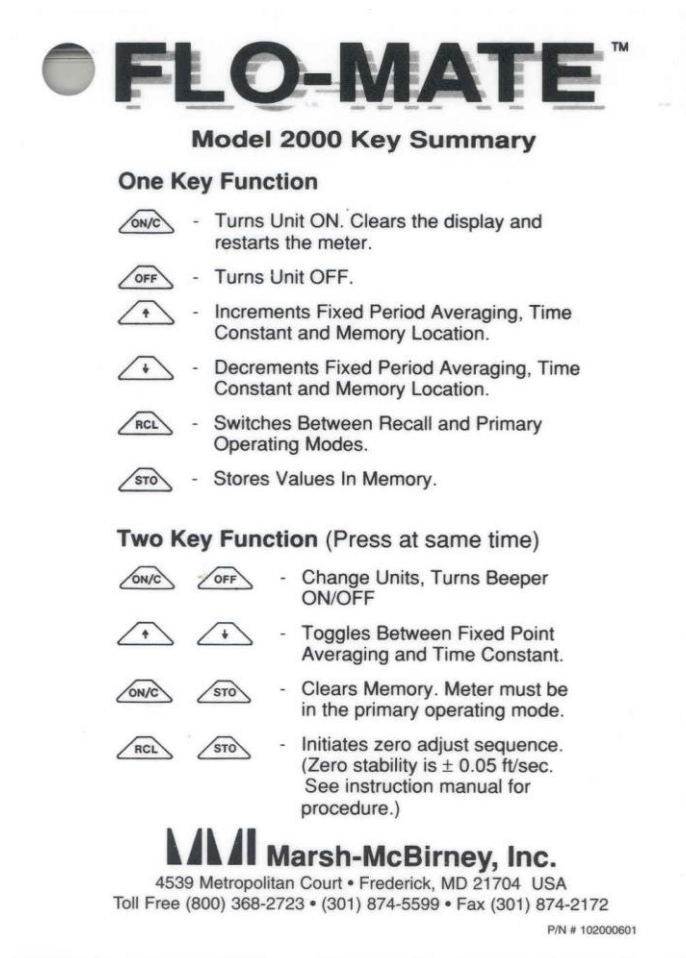 FLO-MATE™
Model 2000 Key Summary
One Key Function
ON/C - Turns Unit ON. Clears the display and
restarts the meter.
OFF - Turns Unit OFF.
↑ - Increments Fixed Period Averaging, Time
Constant and Memory Location.
↓ - Decrements Fixed Period Averaging, Time
Constant and Memory Location.
RCL - Switches Between Recall and Primary
Operating Modes.
STO - Stores Values In Memory.
Two Key Function (Press at same time)
ON/C OFF - Change Units, Turns Beeper
ON/OFF
↑ ↓ - Toggles Between Fixed Point
Averaging and Time Constant.
ON/C STO - Clears Memory. Meter must be
in the primary operating mode.
RCL STO - Initiates zero adjust sequence.
(Zero stability is ± 0.05 ft/sec.
See instruction manual for
procedure.)
MMI Marsh-McBirney, Inc.
4539 Metropolitan Court • Frederick, MD 21704 USA
Toll Free (800) 368-2723 • (301) 874-5599 • Fax (301) 874-2172
P/N # 102000601